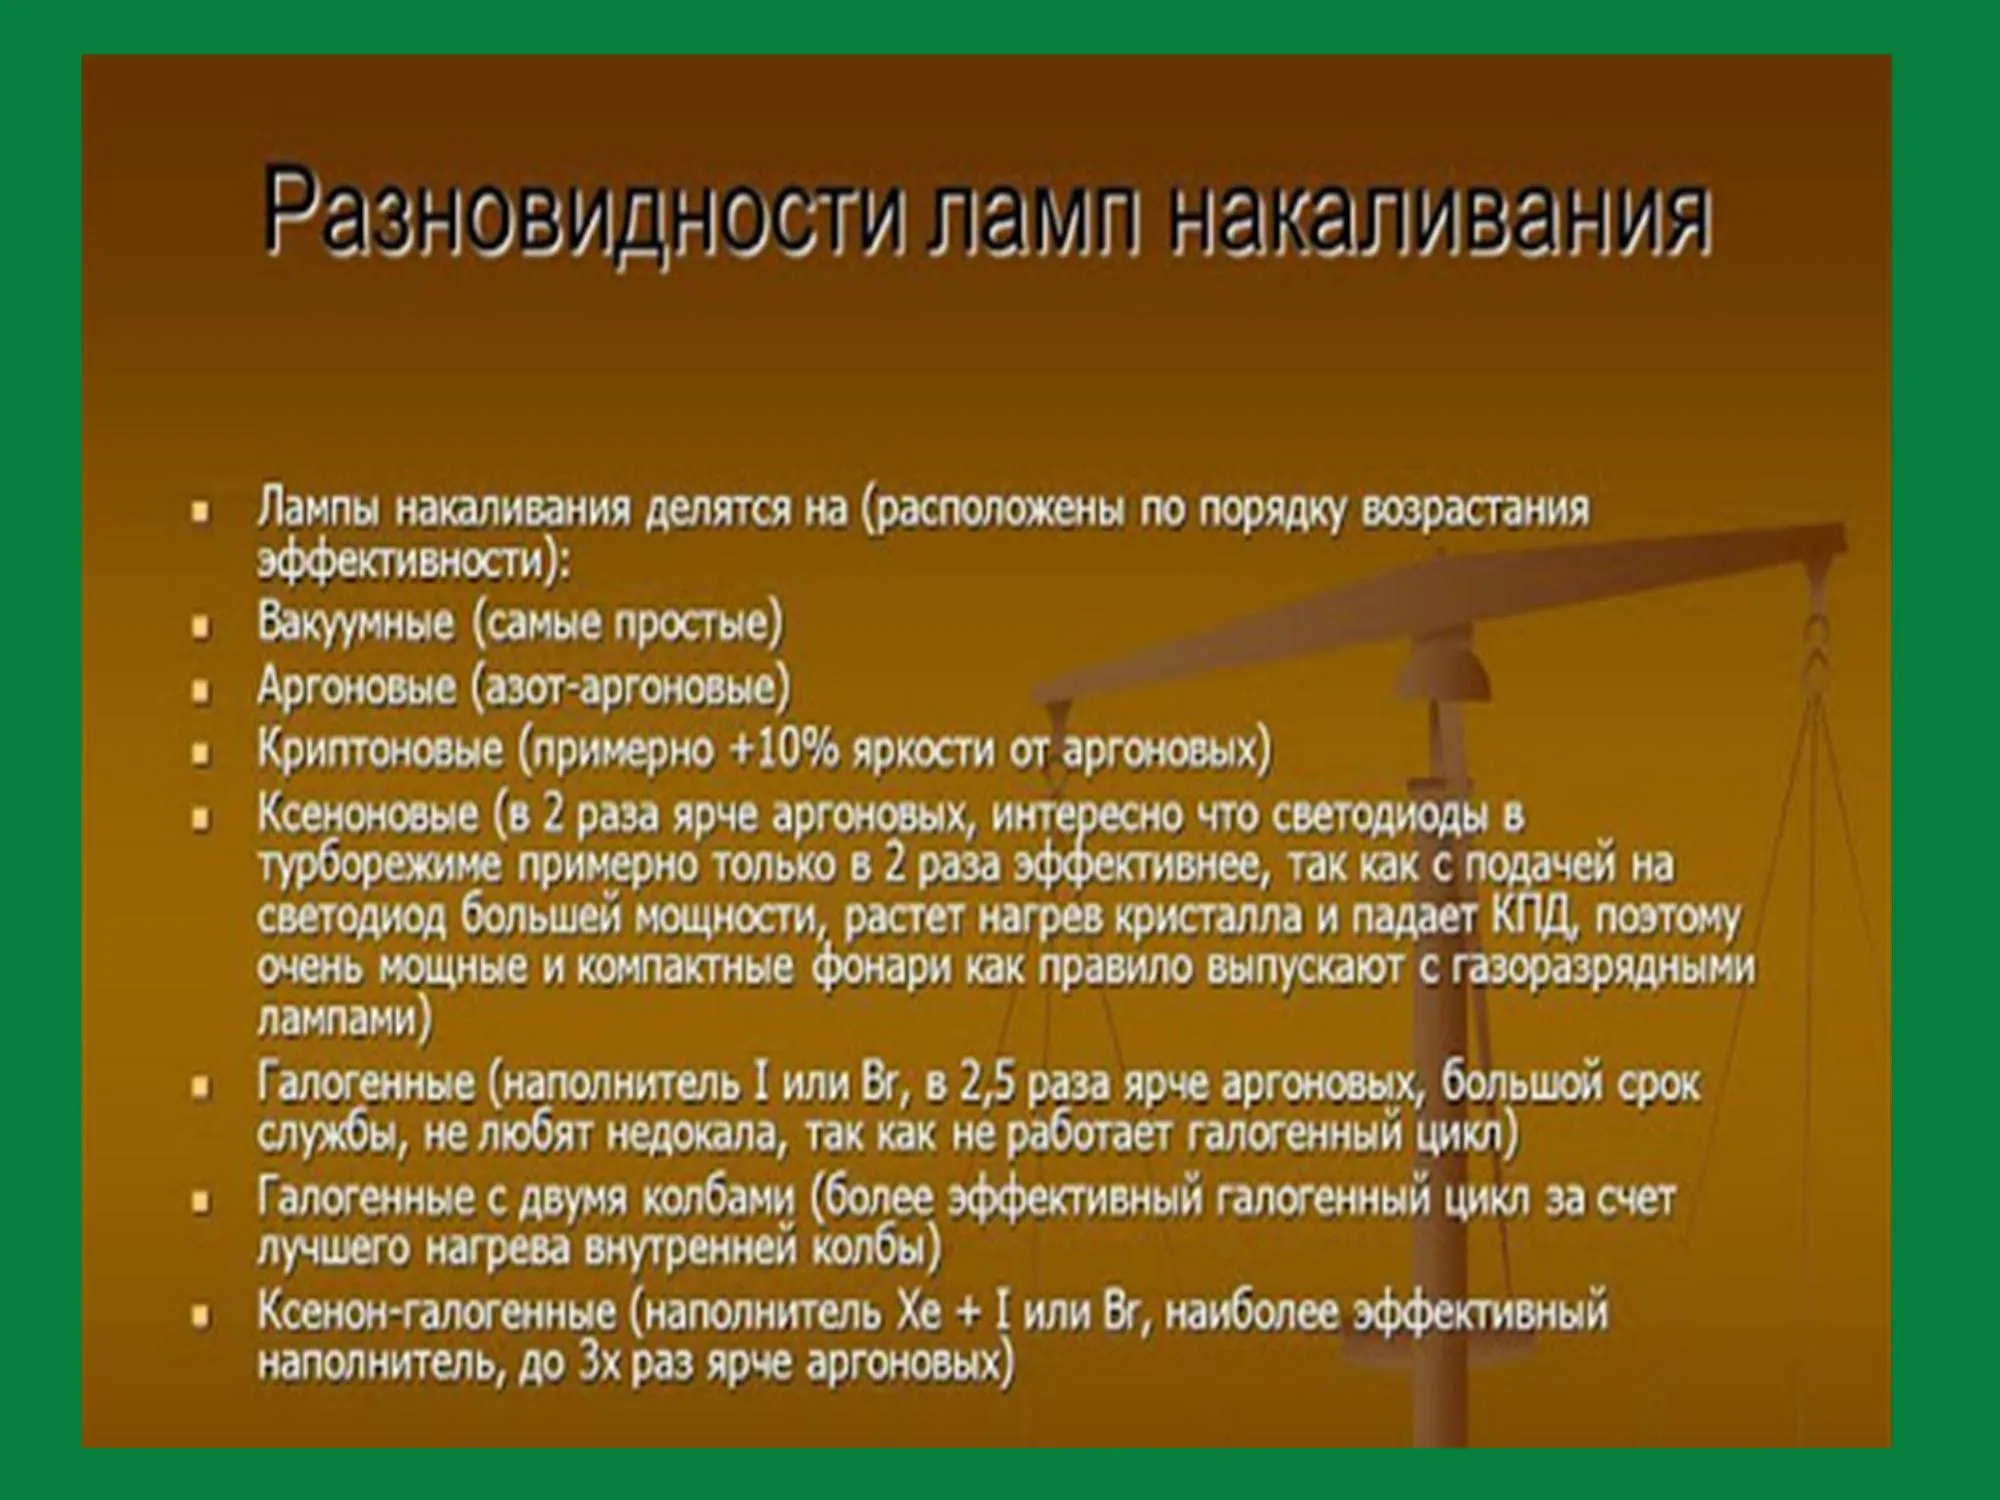 Разновидности ламп накаливания
Лампы накаливания делятся на (расположены по порядку возрастания
эффективности):
Вакуумные (самые простые)
Аргоновые (азот-аргоновые)
Криптоновые (примерно +10% яркости от аргоновых)
Ксеноновые (в 2 раза ярче аргоновых, интересно что светодиоды в
турборежиме примерно только в 2 раза эффективнее, так как с подачей на
светодиод большей мощности, растет нагрев кристалла и падает КПД, поэтому
очень мощные и компактные фонари как правило выпускают с газоразрядными
лампами)
Галогенные (наполнитель I или Br, в 2,5 раза ярче аргоновых, большой срок
службы, не любят недокала, так как не работает галогенный цикл)
Галогенные с двумя колбами (более эффективный галогенный цикл за счет
лучшего нагрева внутренней колбы)
Ксенон-галогенные (наполнитель Xe + I или Br, наиболее эффективный
наполнитель, до 3х раз ярче аргоновых)